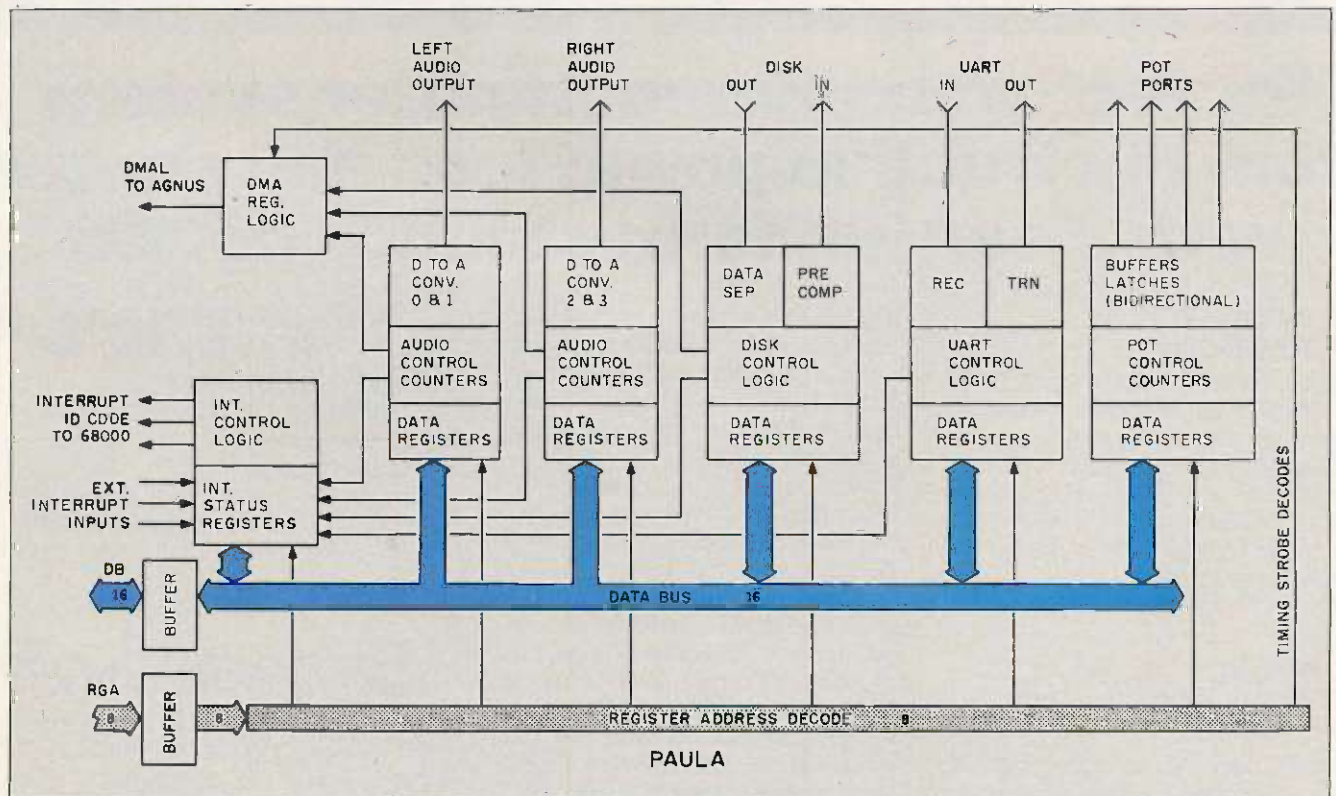 LEFT
AUDIO
OUTPUT
RIGHT
AUDIO
OUTPUT
DISK
OUT
IN
UART
IN
OUT
POT
PORTS
DMAL
TO AGNUS
DMA
REG.
LOGIC
D TO A
CONV.
0 & 1
D TO A
CONV.
2 & 3
DATA
SEP
PRE
COMP
REC
TRN
BUFFERS
LATCHES
(BIDIRECTIONAL)
AUDIO
CONTROL
COUNTERS
AUDIO
CONTROL
COUNTERS
DISK
CONTROL
LOGIC
UART
CONTROL
LOGIC
POT
CONTROL
COUNTERS
DATA
REGISTERS
DATA
REGISTERS
DATA
REGISTERS
DATA
REGISTERS
DATA
REGISTERS
INTERRUPT
ID CODE
TO 68000
INT.
CONTROL
LOGIC
EXT.
INTERRUPT
INPUTS
INT.
STATUS
REGISTERS
DB
16
BUFFER
DATA BUS 16
TIMING STROBE DECODES
RGA
8
BUFFER
8
REGISTER ADDRESS DECODE 8
PAULA